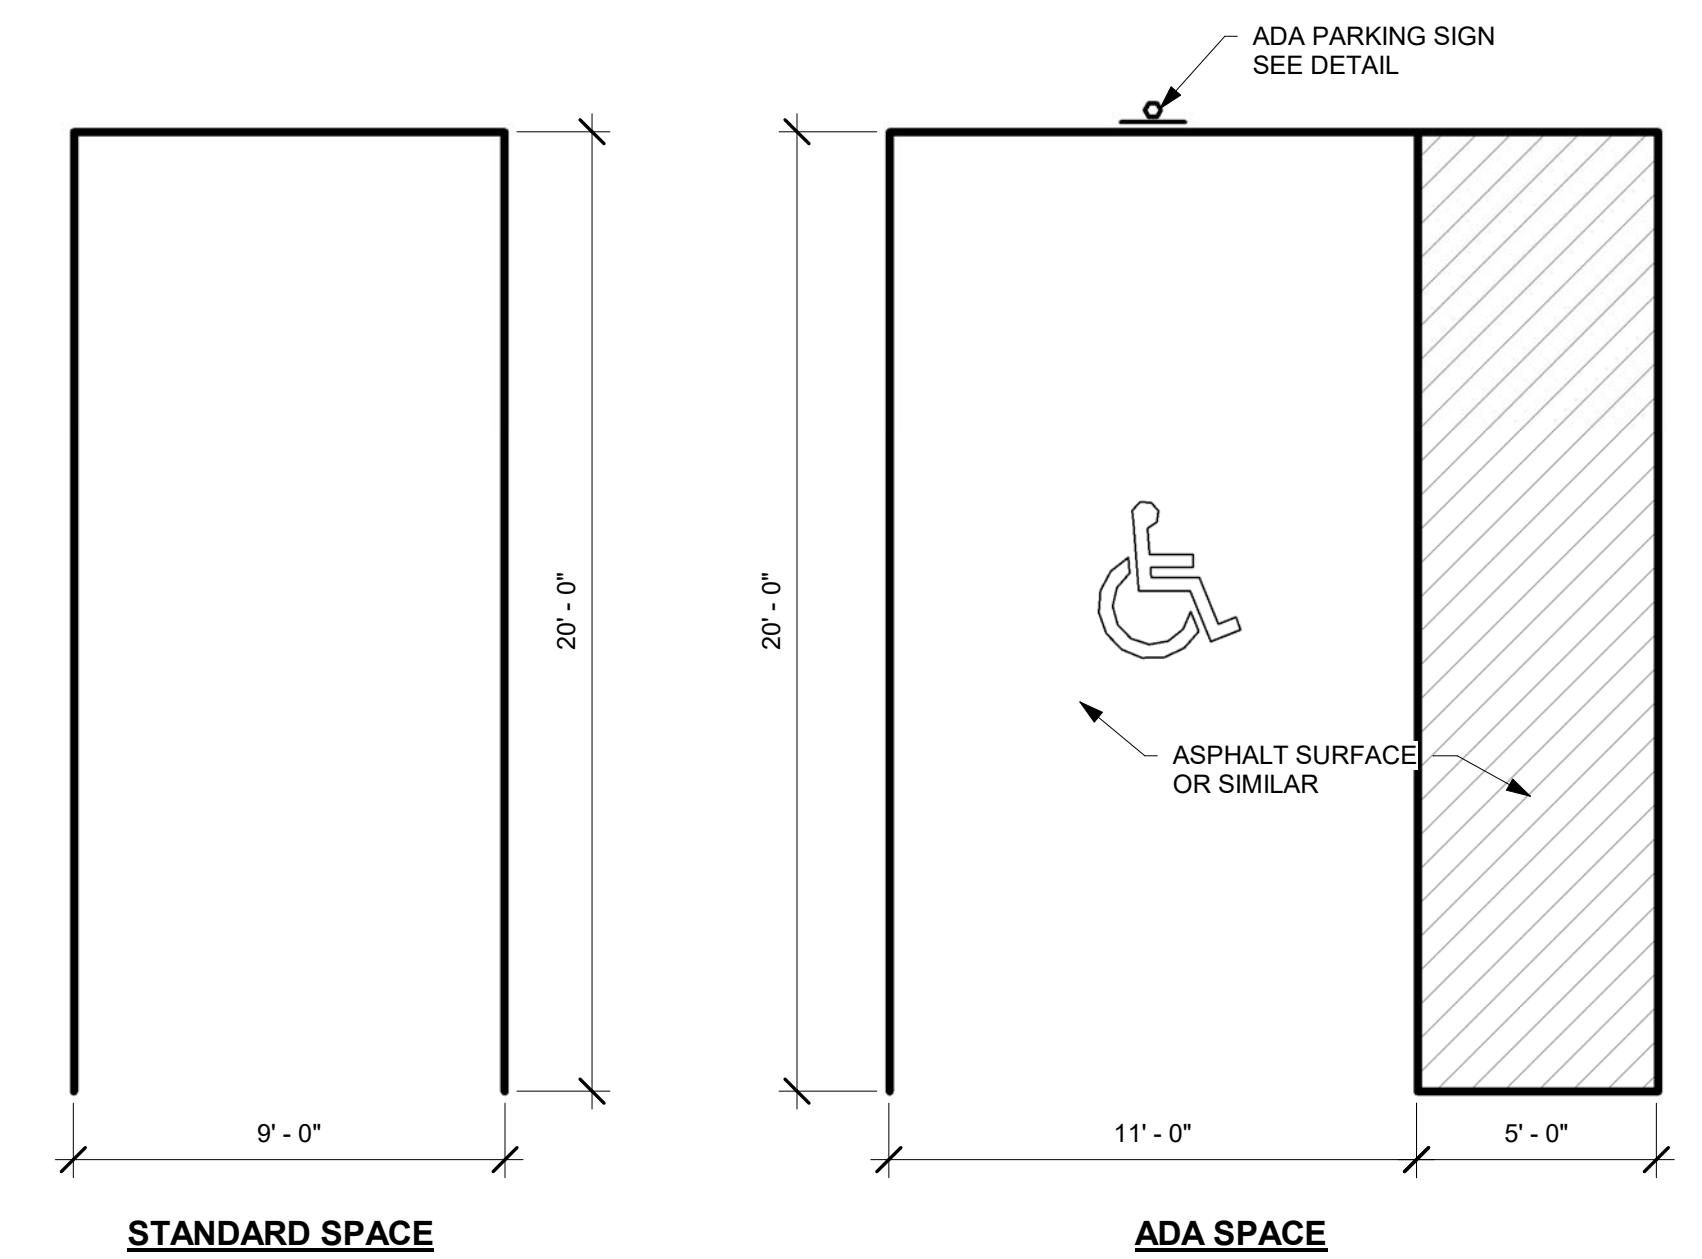 ADA PARKING SIGN
SEE DETAIL
20' - 0"
20' - 0"
ASPHALT SURFACE
OR SIMILAR
9' - 0"
11' - 0"
5' - 0"
STANDARD SPACE
ADA SPACE